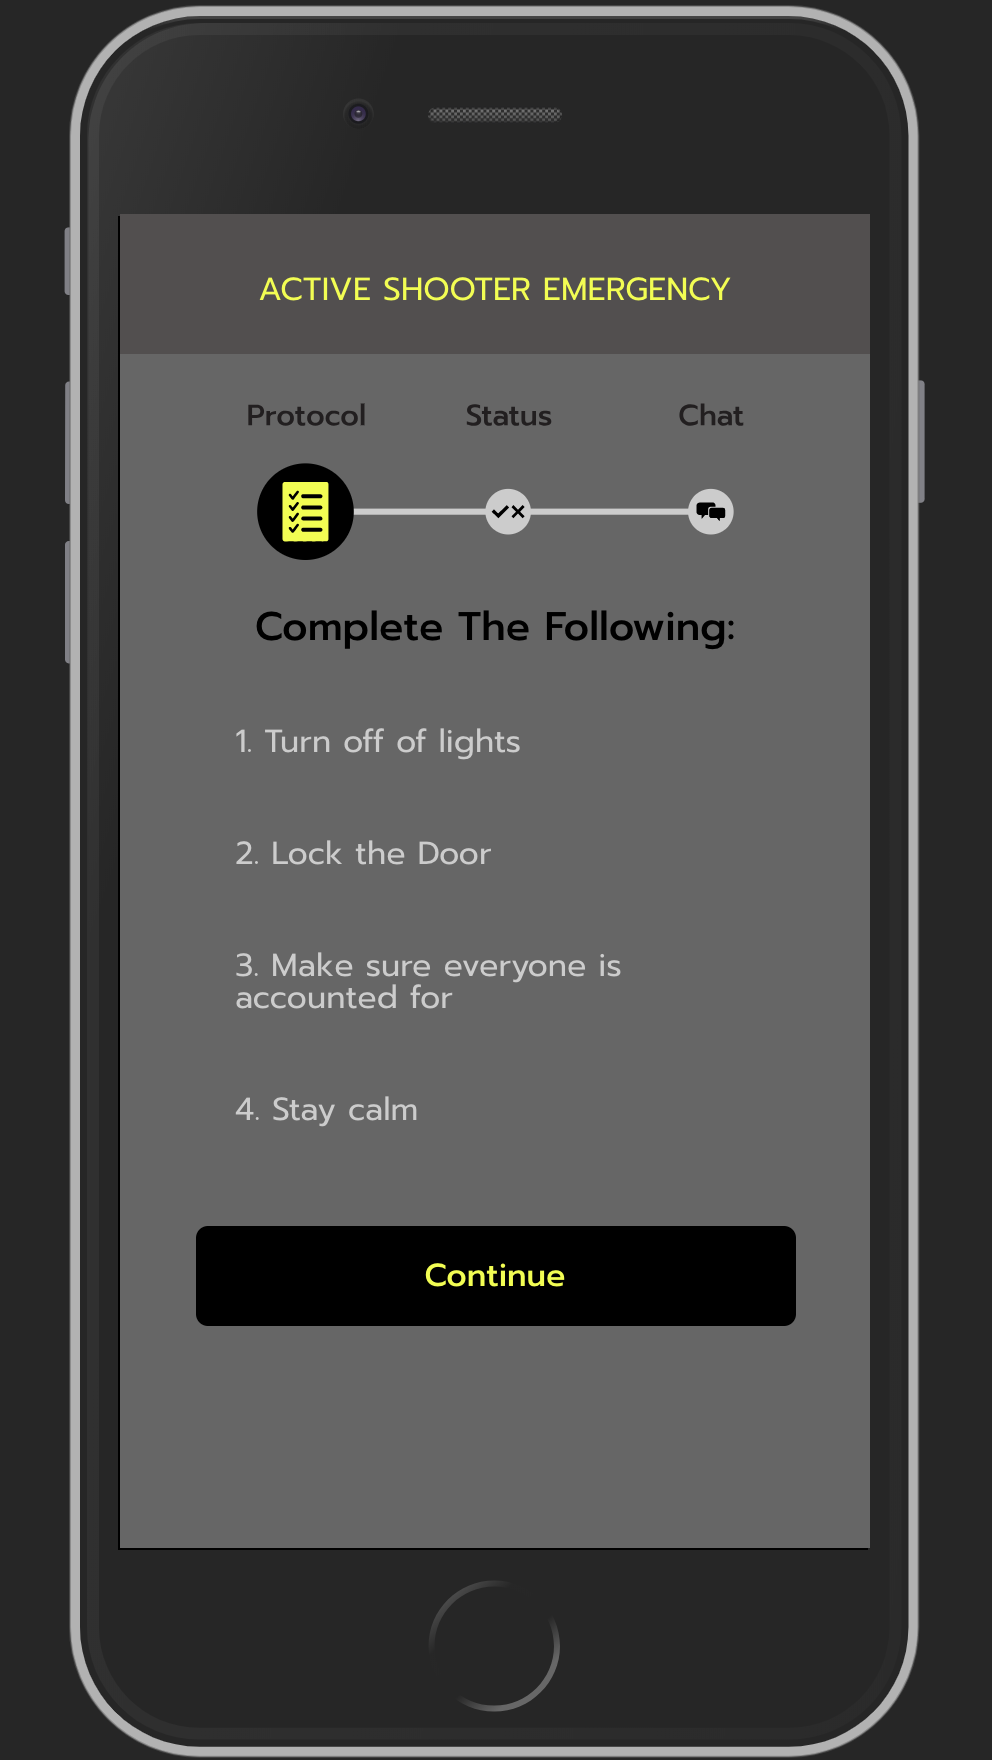 ACTIVE SHOOTER EMERGENCY
Protocol Status Chat
Complete The Following:
1. Turn off of lights
2. Lock the Door
3. Make sure everyone is
accounted for
4. Stay calm
Continue